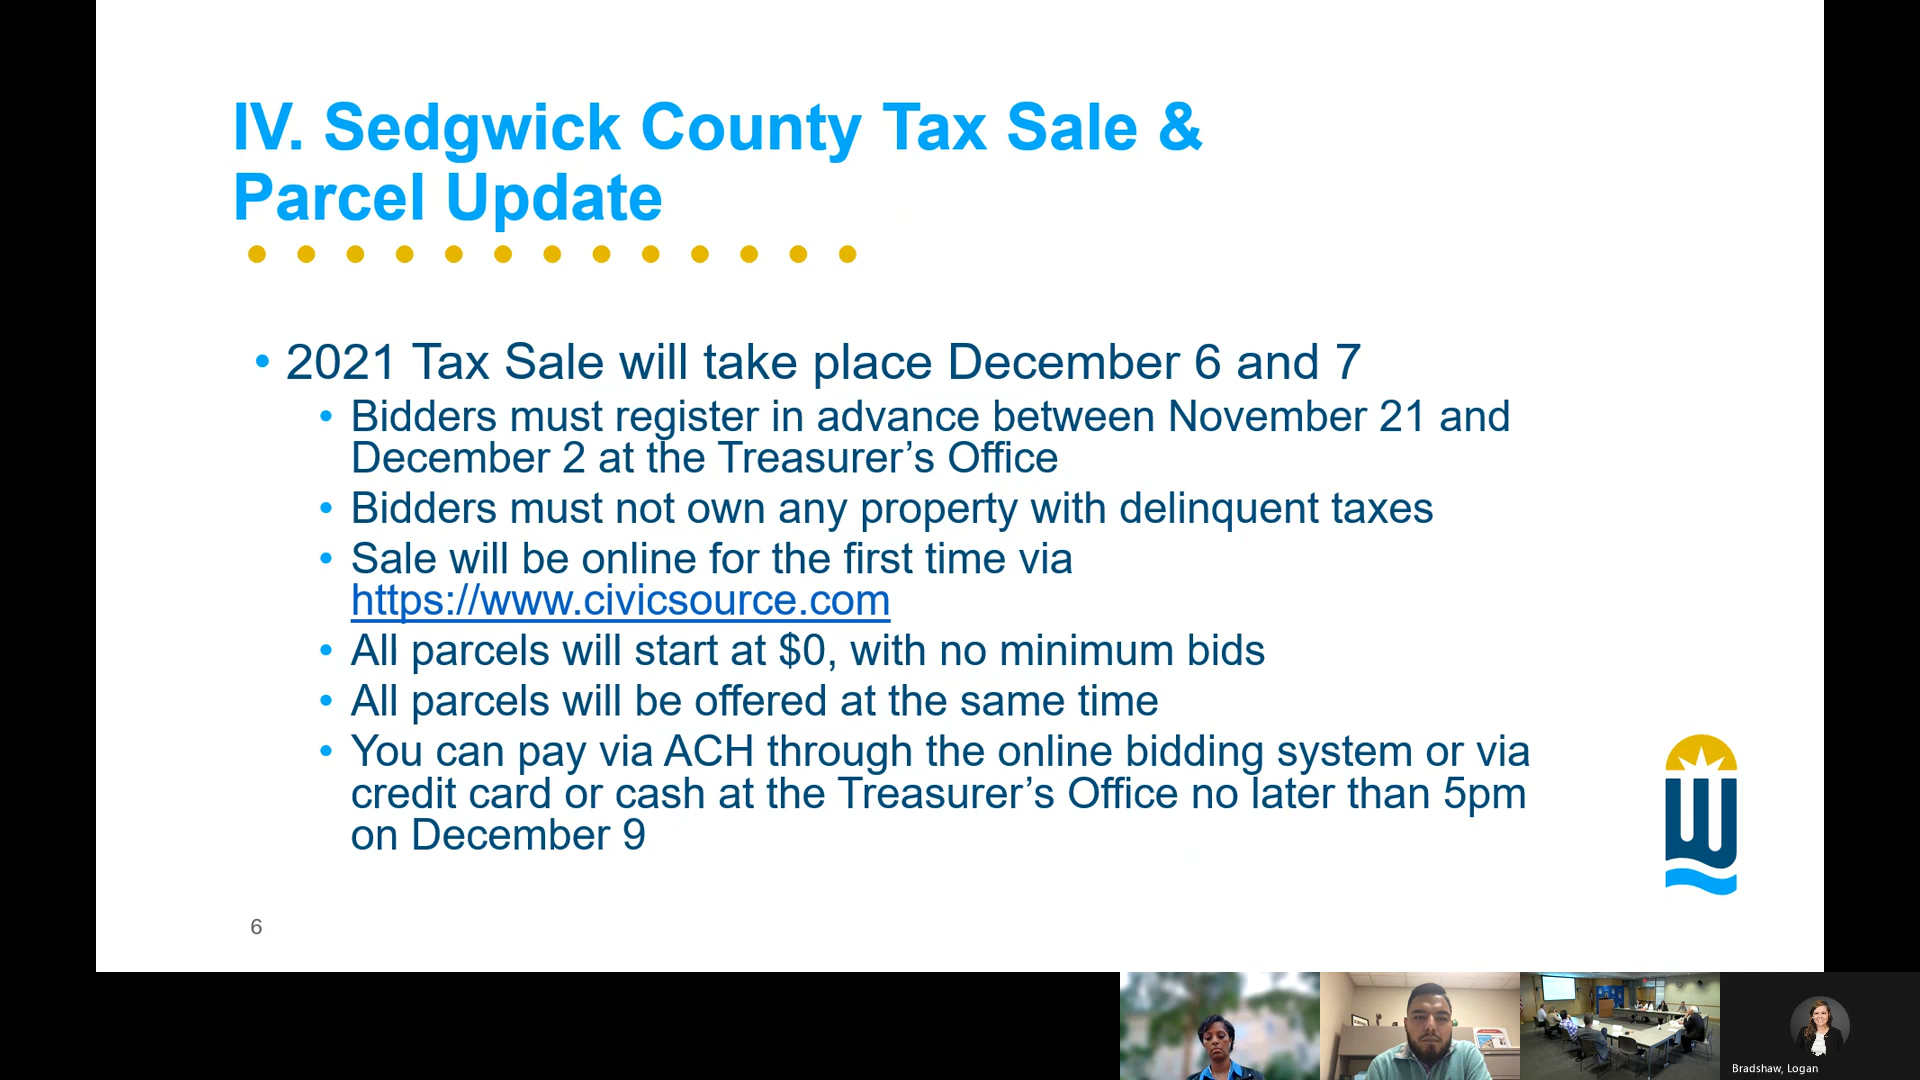 IV. Sedgwick County Tax Sale &
Parcel Update
• 2021 Tax Sale will take place December 6 and 7
• Bidders must register in advance between November 21 and
December 2 at the Treasurer’s Office
• Bidders must not own any property with delinquent taxes
• Sale will be online for the first time via
https://www.civicsource.com
• All parcels will start at $0, with no minimum bids
• All parcels will be offered at the same time
• You can pay via ACH through the online bidding system or via
credit card or cash at the Treasurer’s Office no later than 5pm
on December 9
6
Bradshaw, Logan